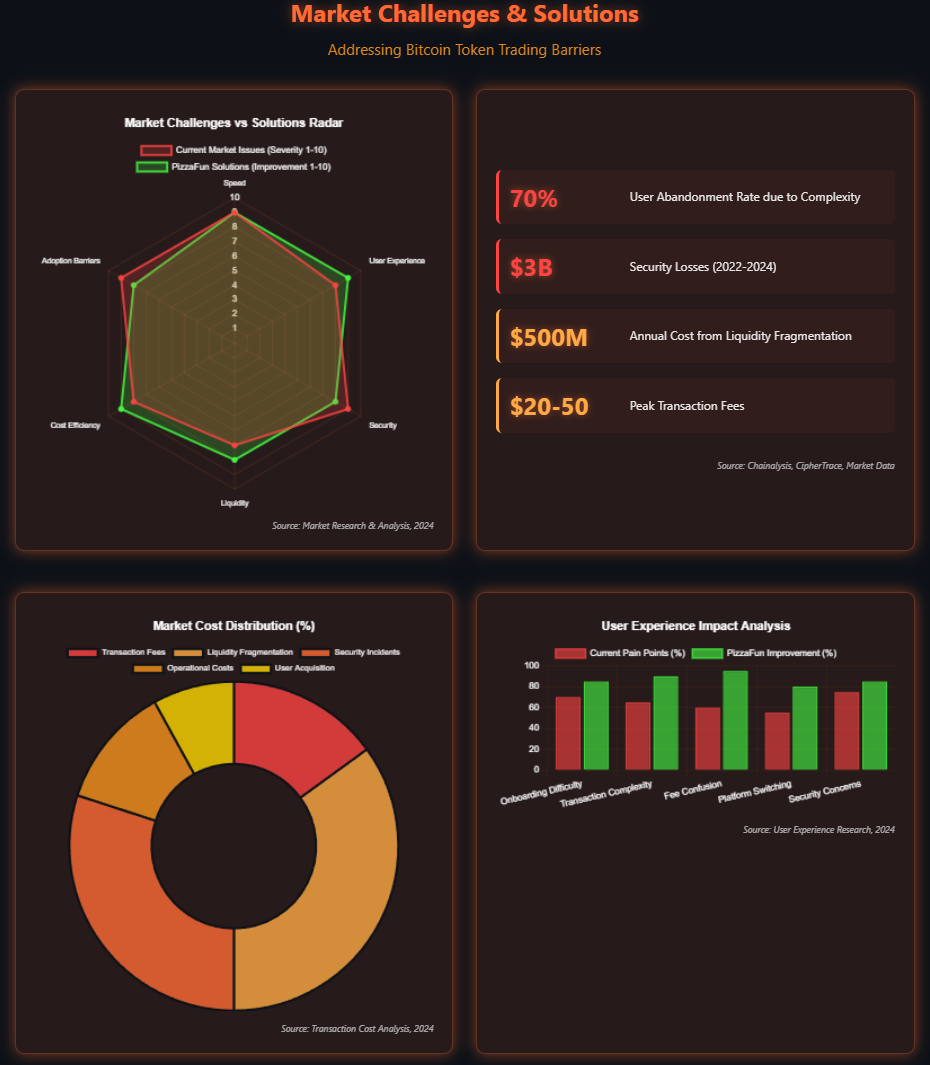 Market Challenges & Solutions
Addressing Bitcoin Token Trading Barriers
Market Challenges vs Solutions Radar
Current Market Issues (Severity 1-10)
PizzaFun Solutions (Improvement 1-10)
Speed
10
9
8
7
6
5
4
3
2
1
Adoption Barriers
User Experience
Cost Efficiency
Security
Liquidity
Source: Market Research & Analysis, 2024
70% User Abandonment Rate due to Complexity
$3B Security Losses (2022-2024)
$500M Annual Cost from Liquidity Fragmentation
$20-50 Peak Transaction Fees
Source: Chainalysis, CipherTrace, Market Data
Market Cost Distribution (%)
Transaction Fees Liquidity Fragmentation Security Incidents
Operational Costs User Acquisition
Source: Transaction Cost Analysis, 2024
User Experience Impact Analysis
Current Pain Points (%) PizzaFun Improvement (%)
100
80
60
40
20
0
Onboarding Difficulty
Transaction Complexity
Fee Confusion
Platform Switching
Security Concerns
Source: User Experience Research, 2024